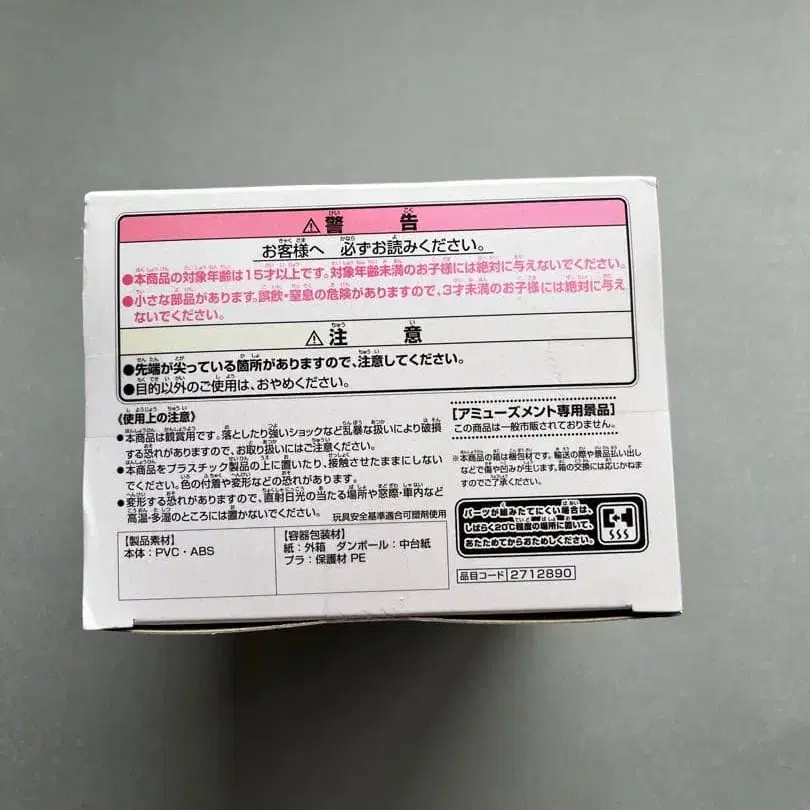 ⚠警告
お客様へ 必ずお読みください。
●本商品の対象年齢は15才以上です。対象年齢未満のお子様には絶対に与えないでください。
●小さな部品があります。誤飲・窒息の危険がありますので、3才未満のお子様には絶対に与え
ないでください。
⚠注意
●先端が尖っている箇所がありますので、注意してください。
●目的以外のご使用は、おやめください。
《使用上の注意》
●本商品は観賞用です。落としたり強いショックなど乱暴な扱いにより破損
する恐れがありますので、お取り扱いにはご注意ください。
●本商品をプラスチック製品の上に置いたり、接触させたままにしない
でください。色の付着や変形などの恐れがあります。
●変形する恐れがありますので、直射日光の当たる場所や窓際・車内など
高温・多湿のところには置かないでください。
玩具安全基準適合可塑剤使用
【製品素材】
本体：PVC・ABS
【容器包装材】
紙：外箱 ダンボール：中台紙
プラ：保護材 PE
【アミューズメント専用景品】
この商品は一般市販されておりません。
※本商品の箱は梱包材です。輸送の際や景品払い出し
などで傷や凹みが生じます。箱の交換には応じかねま
すのでご了承ください。
パーツが組みたてにくい場合は、
しばらく20℃程度の場所に置いて、
あたためてからおためしください。
品目コード 2712890